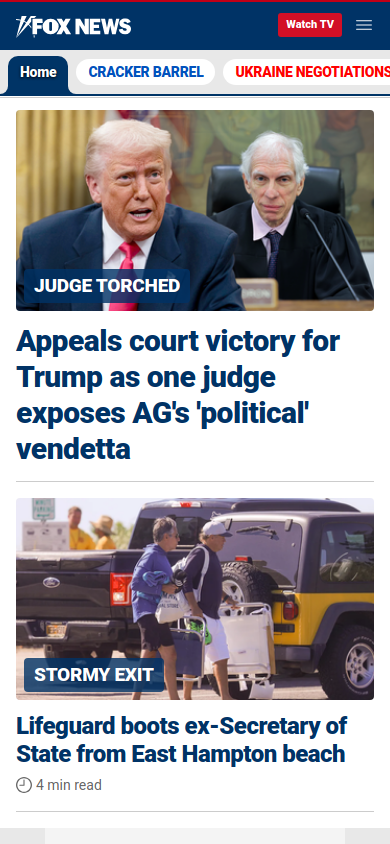 FOX NEWS
Watch TV
Home
CRACKER BARREL
UKRAINE NEGOTIATIONS
JUDGE TORCHED
Appeals court victory for
Trump as one judge
exposes AG's 'political'
vendetta
STORMY EXIT
Lifeguard boots ex-Secretary of
State from East Hampton beach
4 min read